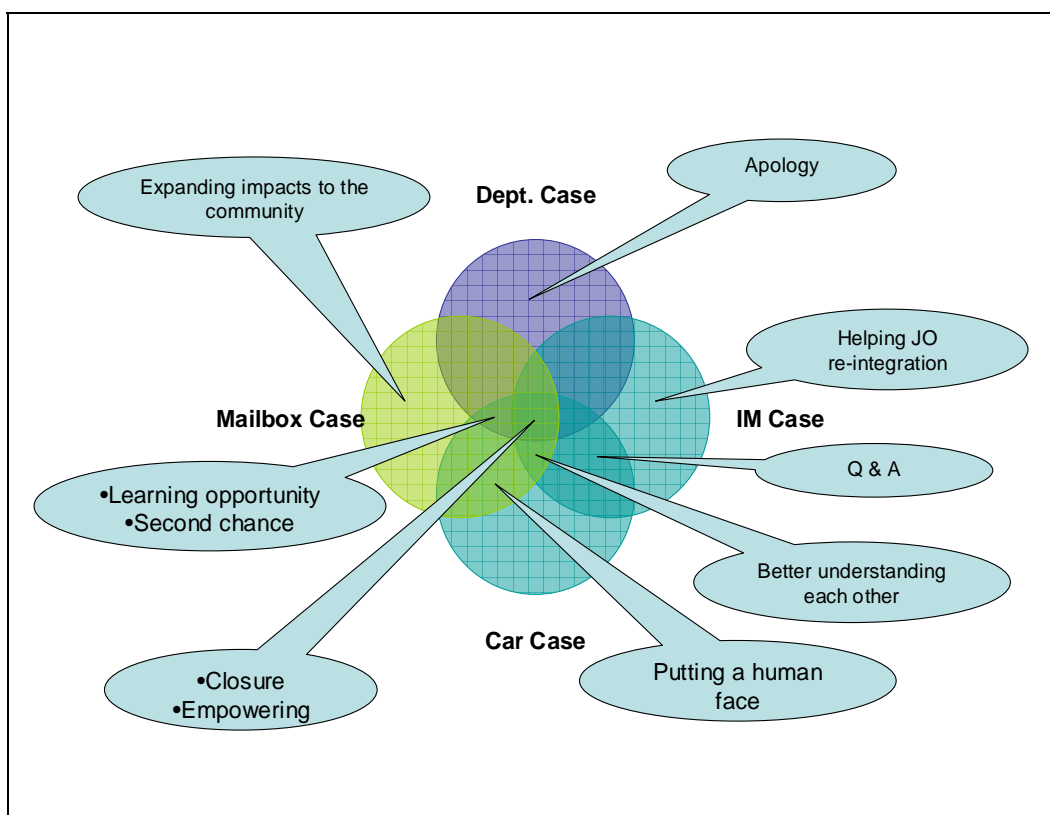 Expanding impacts to the
community
Apology
Dept. Case
Helping JO
re-integration
Mailbox Case
IM Case
Q & A
•Learning opportunity
•Second chance
Better understanding
each other
Car Case
•Closure
•Empowering
Putting a human
face